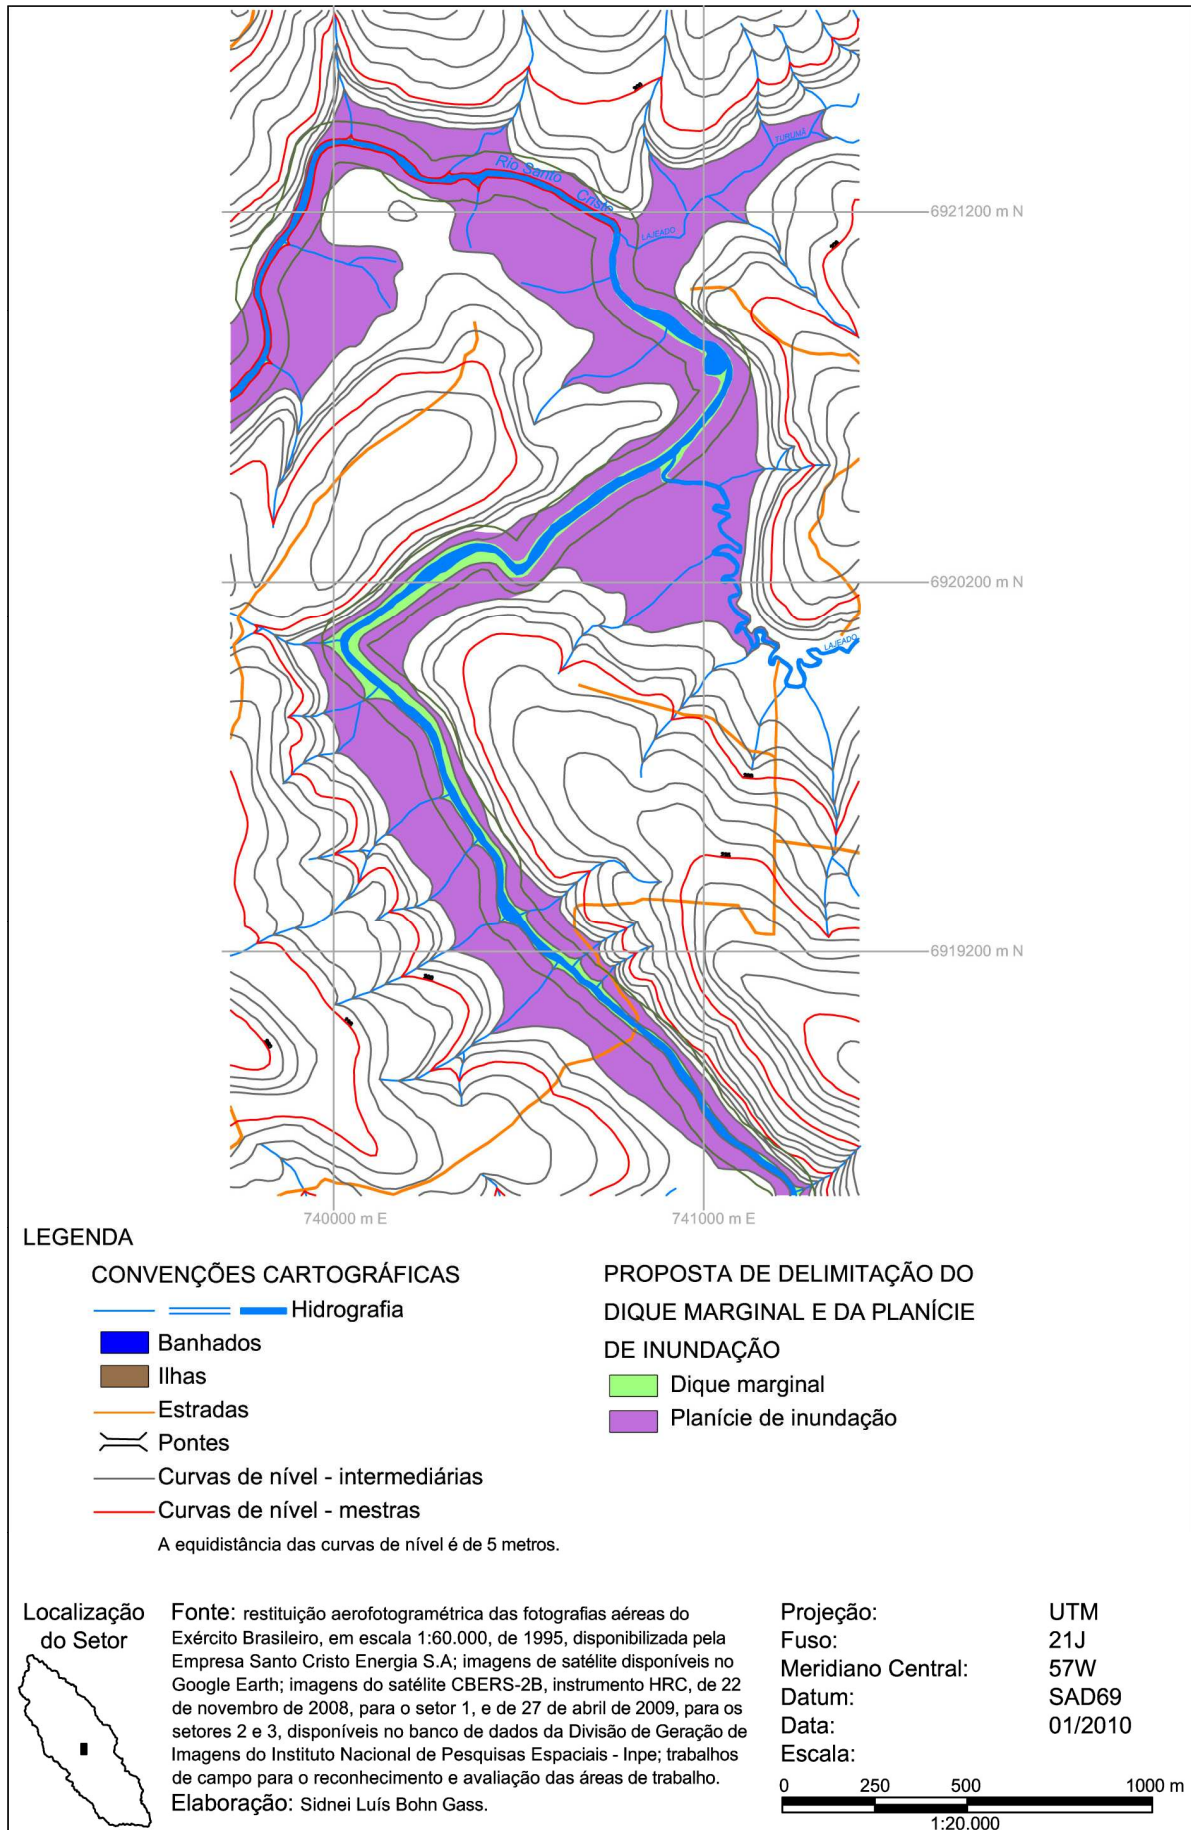 TURUMÃ
Rio Santo
Cristo
LAJEADO
6921200 m N
6920200 m N
LAJEADO
6919200 m N
740000 m E
741000 m E
LEGENDA
CONVENÇÕES CARTOGRÁFICAS
Hidrografia
Banhados
Ilhas
Estradas
Pontes
Curvas de nível - intermediárias
Curvas de nível - mestras
A equidistância das curvas de nível é de 5 metros.
PROPOSTA DE DELIMITAÇÃO DO
DIQUE MARGINAL E DA PLANÍCIE
DE INUNDAÇÃO
Dique marginal
Planície de inundação
Localização
do Setor
Fonte: restituição aerofotogramétrica das fotografias aéreas do
Exército Brasileiro, em escala 1:60.000, de 1995, disponibilizada pela
Empresa Santo Cristo Energia S.A; imagens de satélite disponíveis no
Google Earth; imagens do satélite CBERS-2B, instrumento HRC, de 22
de novembro de 2008, para o setor 1, e de 27 de abril de 2009, para os
setores 2 e 3, disponíveis no banco de dados da Divisão de Geração de
Imagens do Instituto Nacional de Pesquisas Espaciais - Inpe; trabalhos
de campo para o reconhecimento e avaliação das áreas de trabalho.
Elaboração: Sidnei Luís Bohn Gass.
Projeção: UTM
Fuso: 21J
Meridiano Central: 57W
Datum: SAD69
Data: 01/2010
Escala:
0 250 500 1000 m
1:20.000